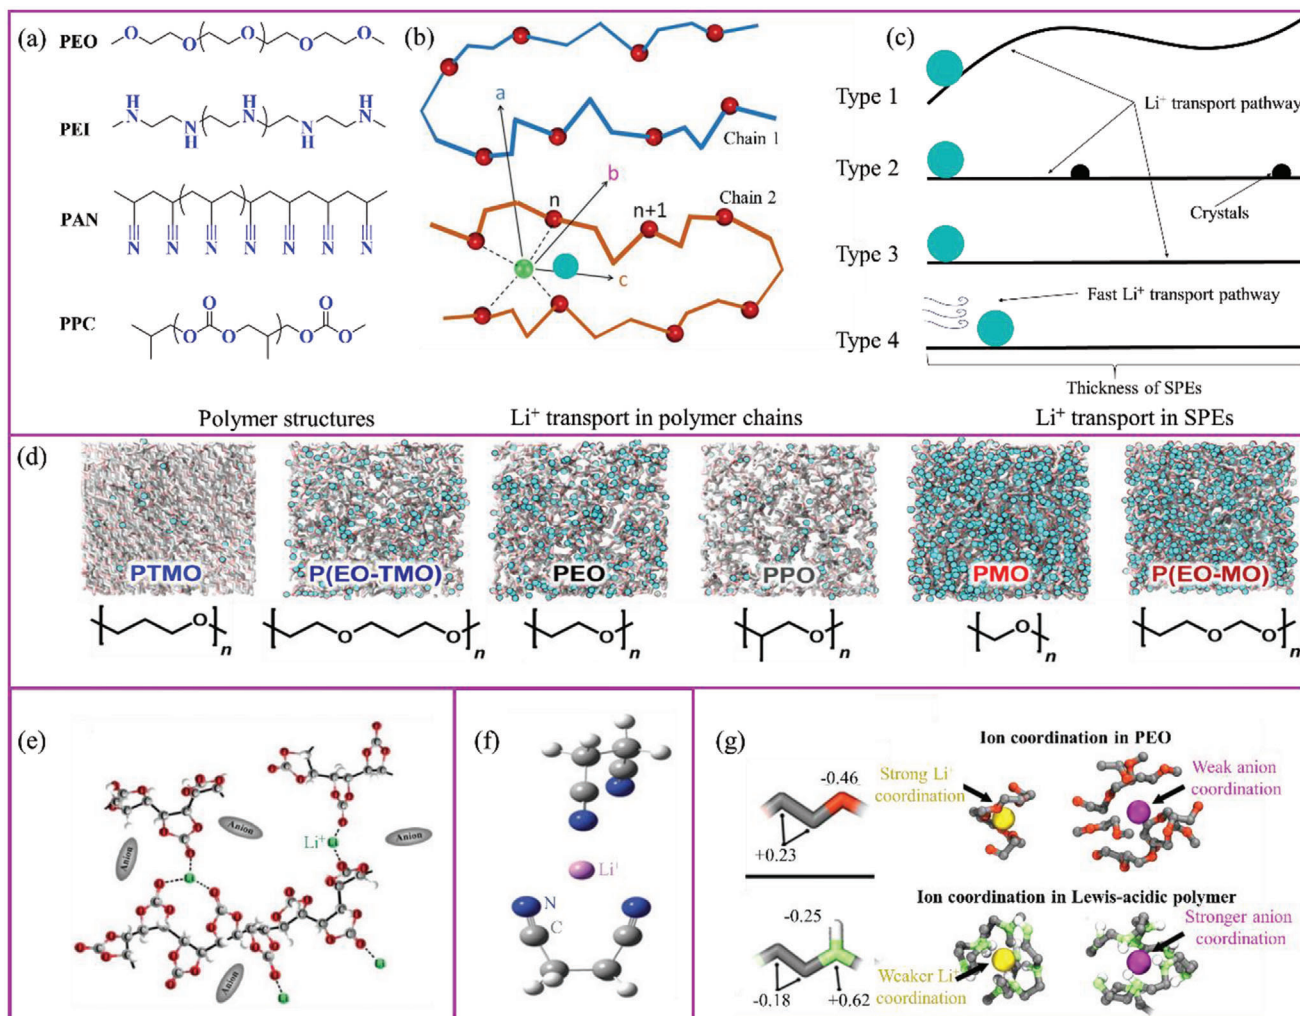 (a)
PEO
O O O O O
PEI
H H H
N N N N N
H H
PAN
N N N N N N N
PPC
O O
O O O O
Polymer structures
(b)
a
b
c
n
n+1
Chain 1
Chain 2
Li⁺ transport in polymer chains
(c)
Type 1
Li⁺ transport pathway
Type 2
Crystals
Type 3
Fast Li⁺ transport pathway
Type 4
Thickness of SPEs
Li⁺ transport in SPEs
(d)
PTMO
P(EO-TMO)
PEO
PPO
PMO
P(EO-MO)
O n
O O n
O n
O n
O n
O O n
(e)
Anion
Anion
Li⁺
Li
Anion
Anion
Li
Li
Li
(f)
Li⁺
N
C
(g)
Ion coordination in PEO
-0.46
Strong Li⁺
coordination
Weak anion
coordination
+0.23
Ion coordination in Lewis-acidic polymer
-0.25
Stronger anion
coordination
Weaker Li⁺
coordination
-0.18
+0.62